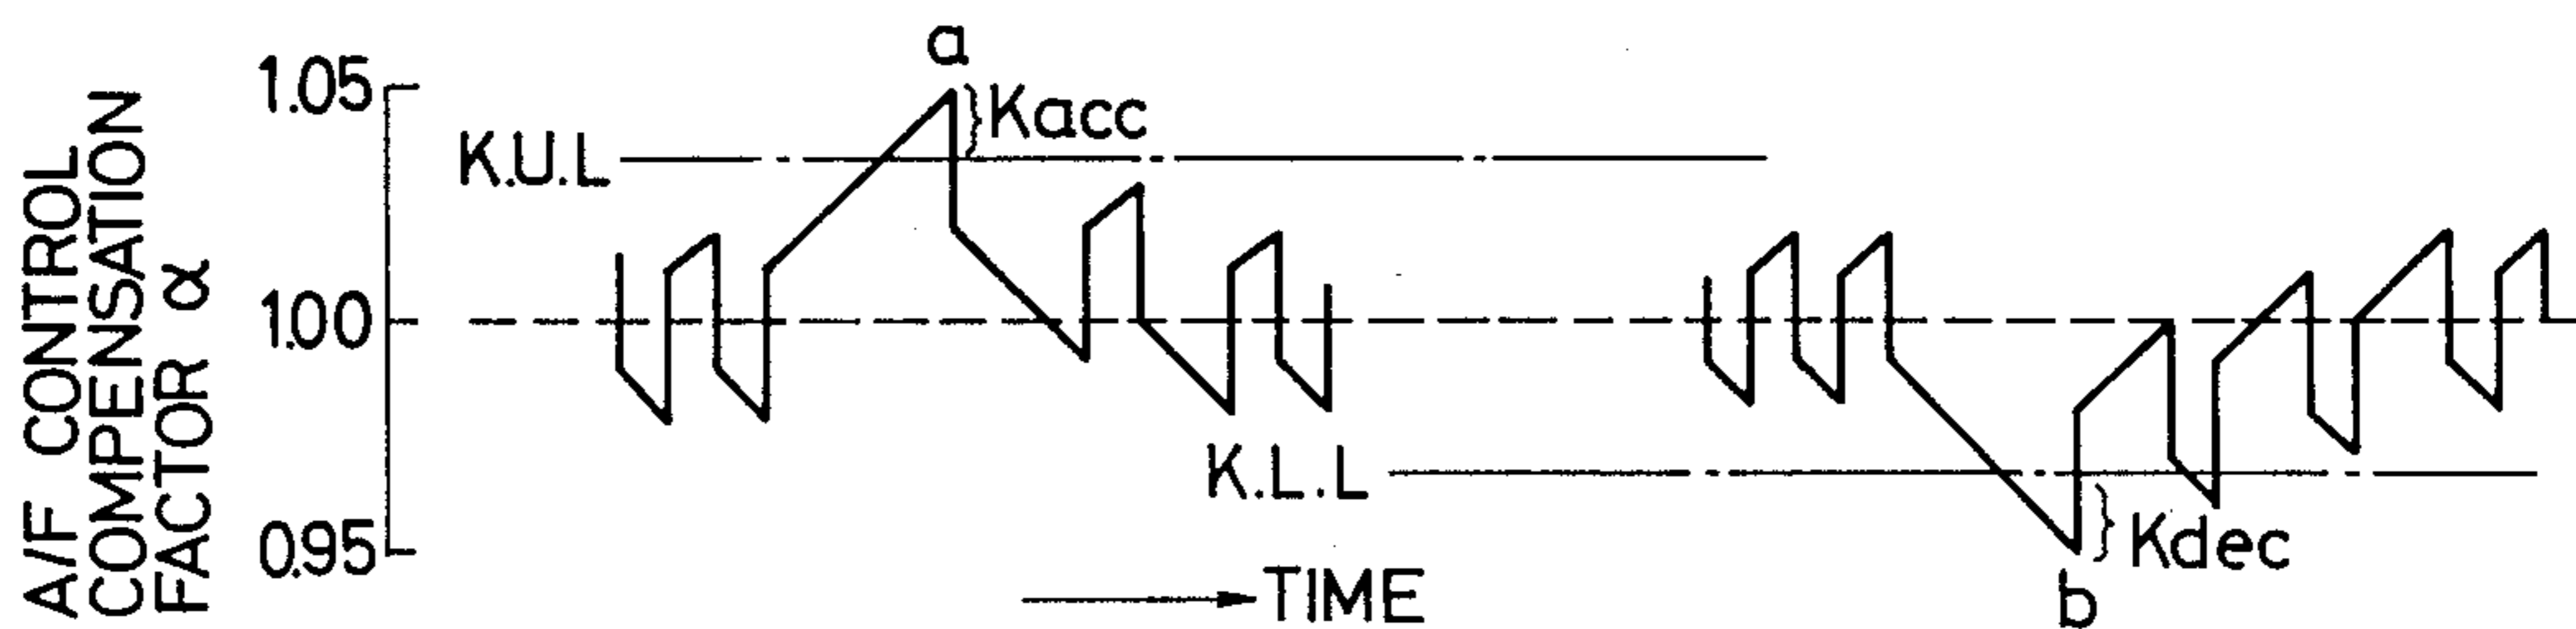 A/F CONTROL
COMPENSATION
FACTOR α
1.05
1.00
0.95
a
Kacc
K.U.L
K.L.L
Kdec
b
TIME